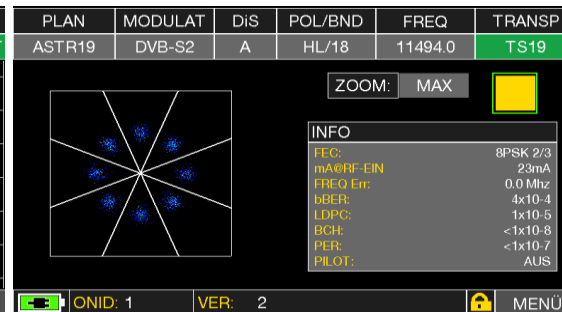 PLAN MODULAT DiS POL/BND FREQ TRANSP
ASTR19 DVB-S2 A HL/18 11494.0 TS19
ZOOM: MAX
INFO
FEC: 8PSK 2/3
mA@RF-EIN 23mA
FREQ Err: 0.0 Mhz
bBER: 4x10-4
LDPC: 1x10-5
BCH: <1x10-8
PER: <1x10-7
PILOT: AUS
ONID: 1 VER: 2 MENÜ